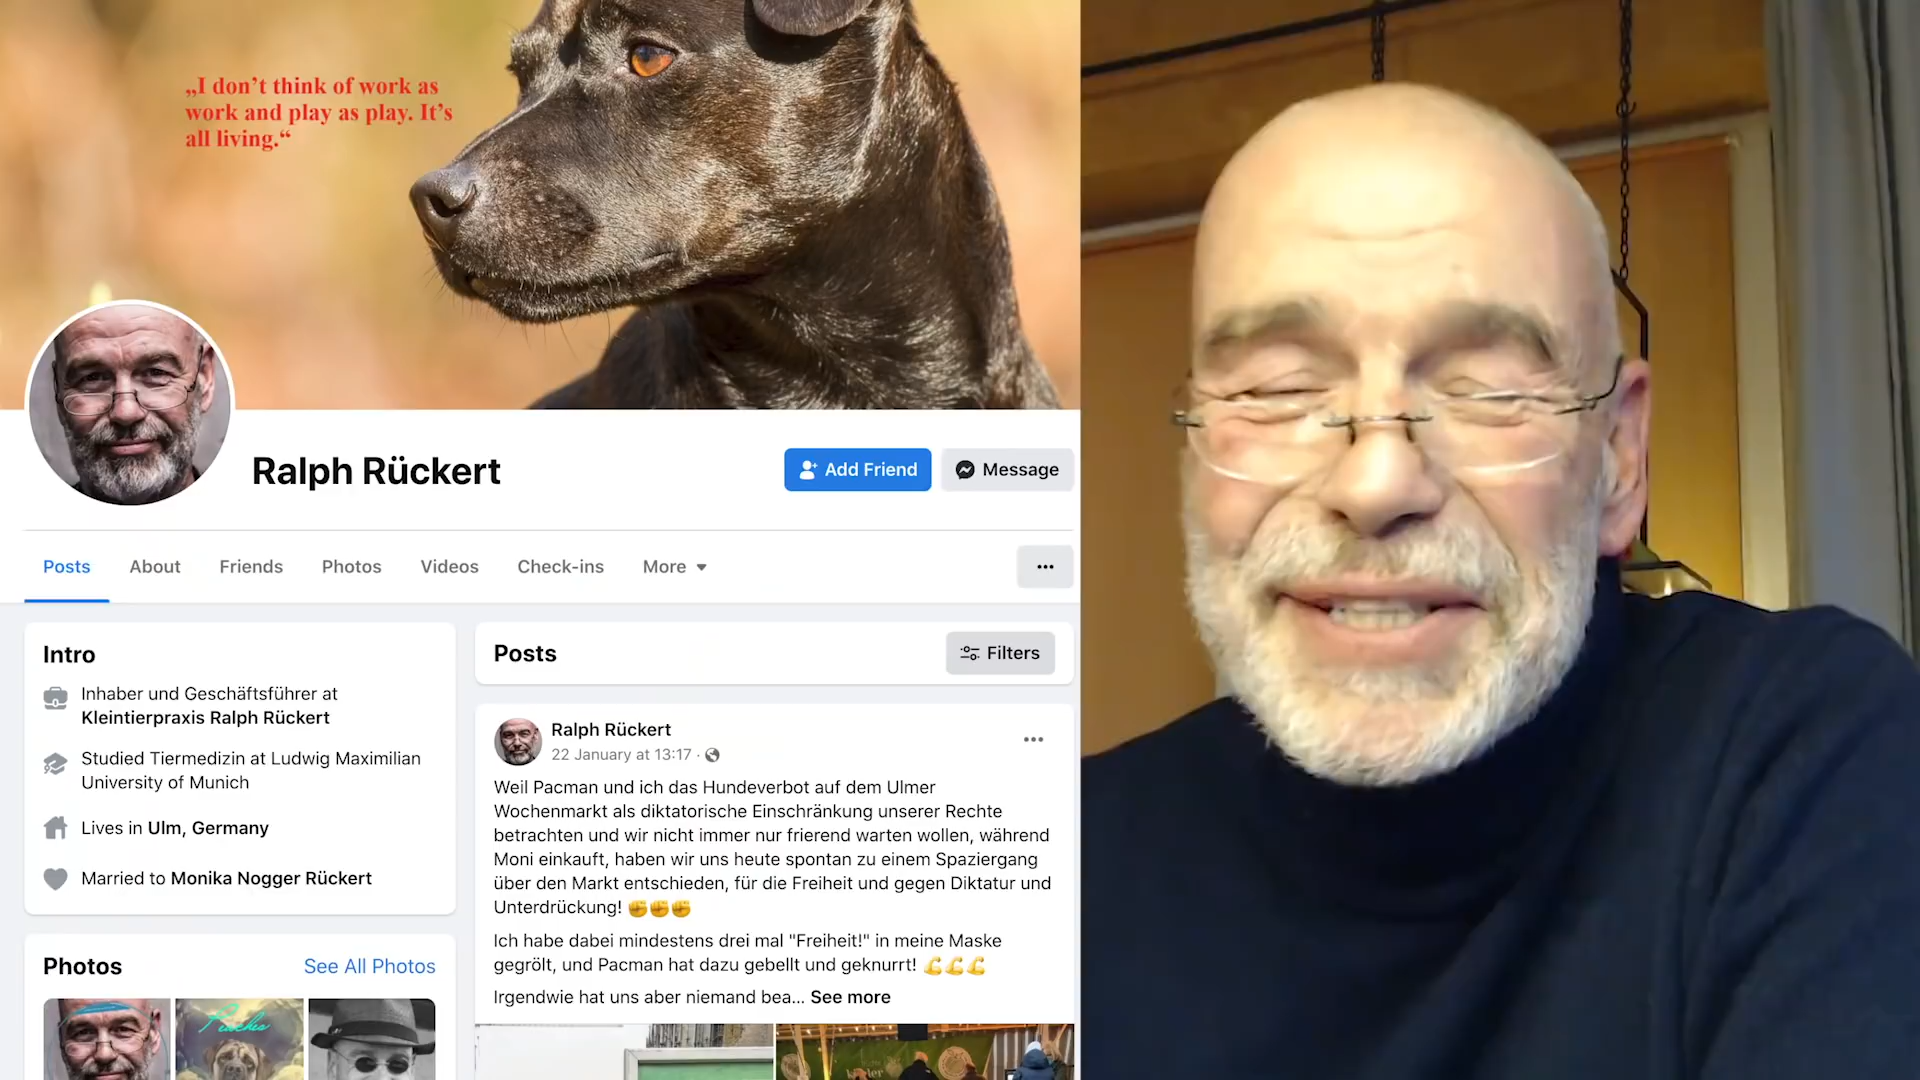 „I don’t think of work as
work and play as play. It’s
all living.“
Ralph Rückert
Add Friend
Message
Posts
About
Friends
Photos
Videos
Check-ins
More
Intro
Inhaber und Geschäftsführer at
Kleintierpraxis Ralph Rückert
Studied Tiermedizin at Ludwig Maximilian
University of Munich
Lives in Ulm, Germany
Married to Monika Nogger Rückert
Photos
See All Photos
Peaches
Posts
Filters
Ralph Rückert
22 January at 13:17 ·
Weil Pacman und ich das Hundeverbot auf dem Ulmer
Wochenmarkt als diktatorische Einschränkung unserer Rechte
betrachten und wir nicht immer nur frierend warten wollen, während
Moni einkauft, haben wir uns heute spontan zu einem Spaziergang
über den Markt entschieden, für die Freiheit und gegen Diktatur und
Unterdrückung! ✊✊✊
Ich habe dabei mindestens drei mal "Freiheit!" in meine Maske
gegrölt, und Pacman hat dazu gebellt und geknurrt! 💪💪💪
Irgendwie hat uns aber niemand bea... See more